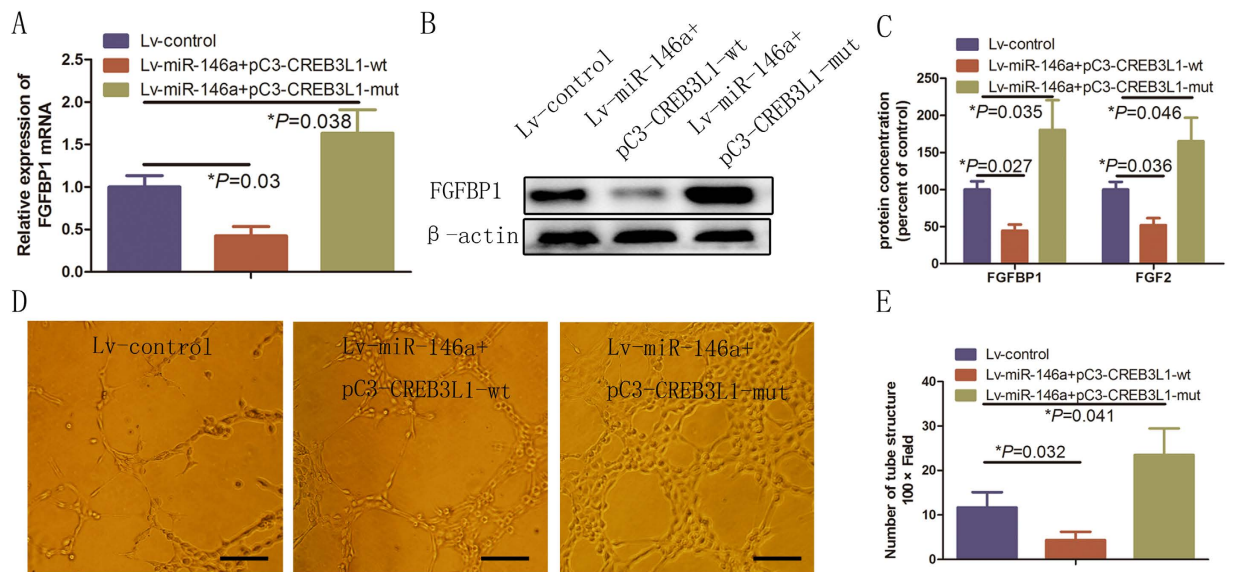 A
Lv-control
Lv-miR-146a+pC3-CREB3L1-wt
Lv-miR-146a+pC3-CREB3L1-mut
Relative expression of
FGFBP1 mRNA
2.5
2.0
1.5
1.0
0.5
0.0
*P=0.038
*P=0.03
B
Lv-control
Lv-miR-146a+
pC3-CREB3L1-wt
Lv-miR-146a+
pC3-CREB3L1-mut
FGFBP1
β-actin
C
Lv-control
Lv-miR-146a+pC3-CREB3L1-wt
Lv-miR-146a+pC3-CREB3L1-mut
protein concentration
(percent of control)
250
200
150
100
50
0
*P=0.035
*P=0.046
*P=0.027
*P=0.036
FGFBP1
FGF2
D
Lv-control
Lv-miR-146a+
pC3-CREB3L1-wt
Lv-miR-146a+
pC3-CREB3L1-mut
E
Lv-control
Lv-miR-146a+pC3-CREB3L1-wt
Lv-miR-146a+pC3-CREB3L1-mut
Number of tube structure
100 × Field
40
30
20
10
0
*P=0.041
*P=0.032